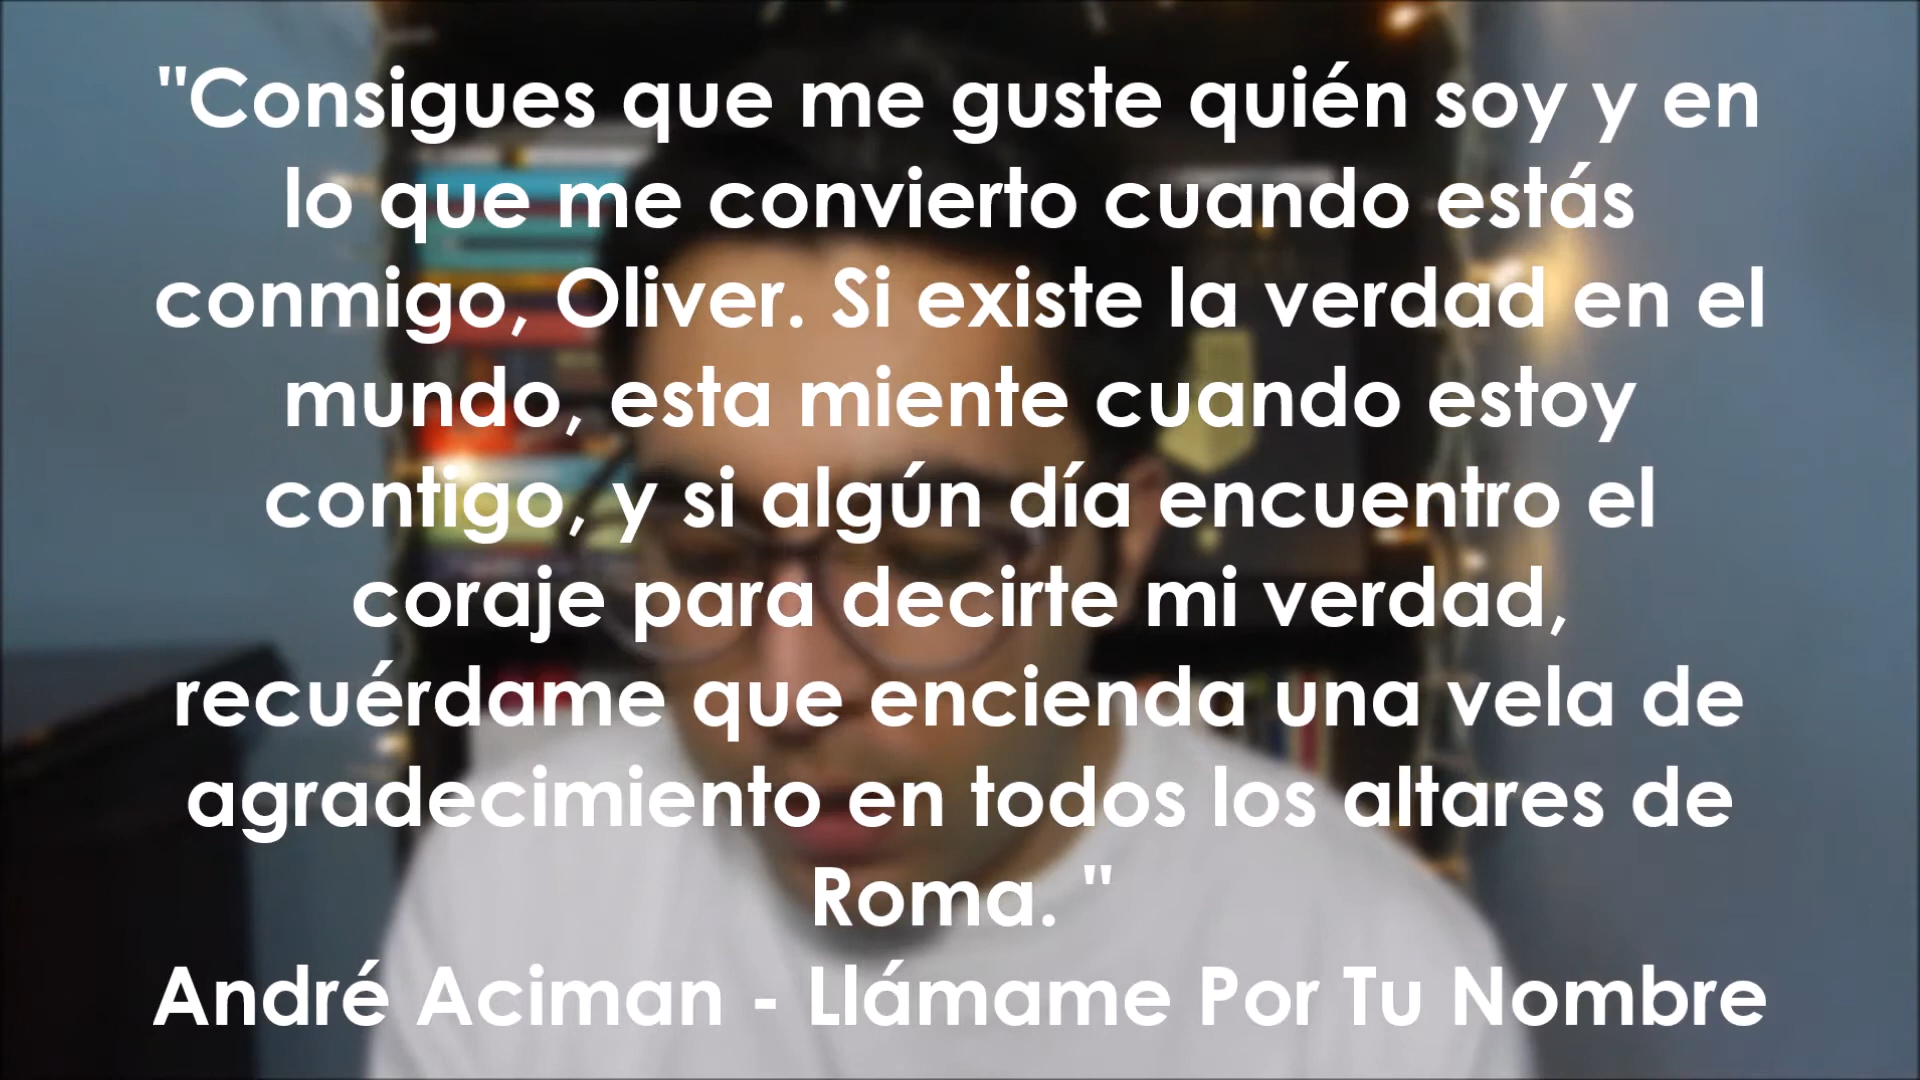 "Consigues que me guste quién soy y en
lo que me convierto cuando estás
conmigo, Oliver. Si existe la verdad en el
mundo, esta miente cuando estoy
contigo, y si algún día encuentro el
coraje para decirte mi verdad,
recuérdame que encienda una vela de
agradecimiento en todos los altares de
Roma. "
André Aciman - Llámame Por Tu Nombre